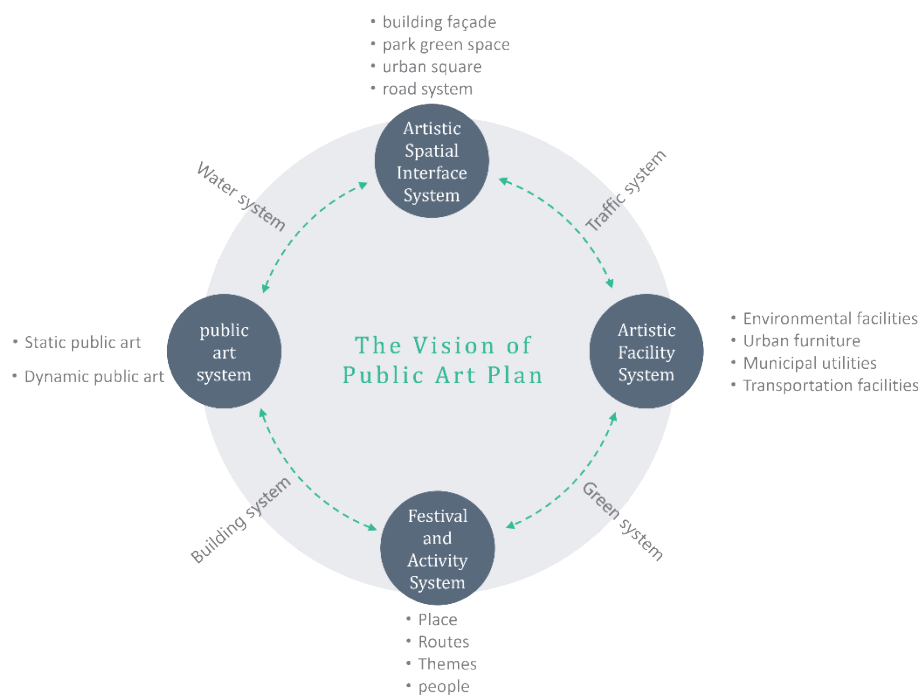 • building façade
• park green space
• urban square
• road system
Artistic
Spatial
Interface
System
Water system
Traffic system
public
art
system
• Static public art
• Dynamic public art
The Vision of
Public Art Plan
Artistic
Facility
System
• Environmental facilities
• Urban furniture
• Municipal utilities
• Transportation facilities
Building system
Green system
Festival
and
Activity
System
• Place
• Routes
• Themes
• people